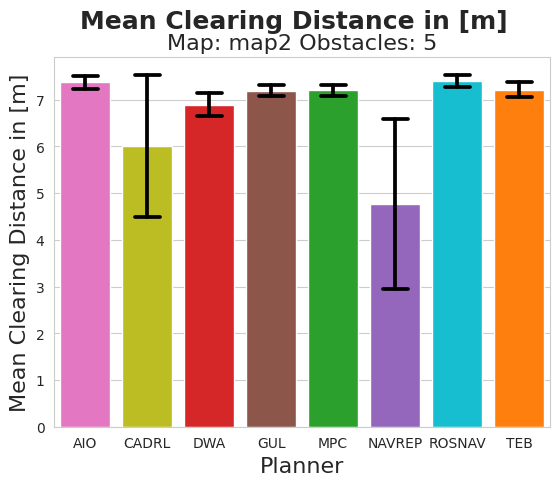 Mean Clearing Distance in [m]
Map: map2 Obstacles: 5
Mean Clearing Distance in [m]
7
6
5
4
3
2
1
0
AIO CADRL DWA GUL MPC NAVREP ROSNAV TEB
Planner